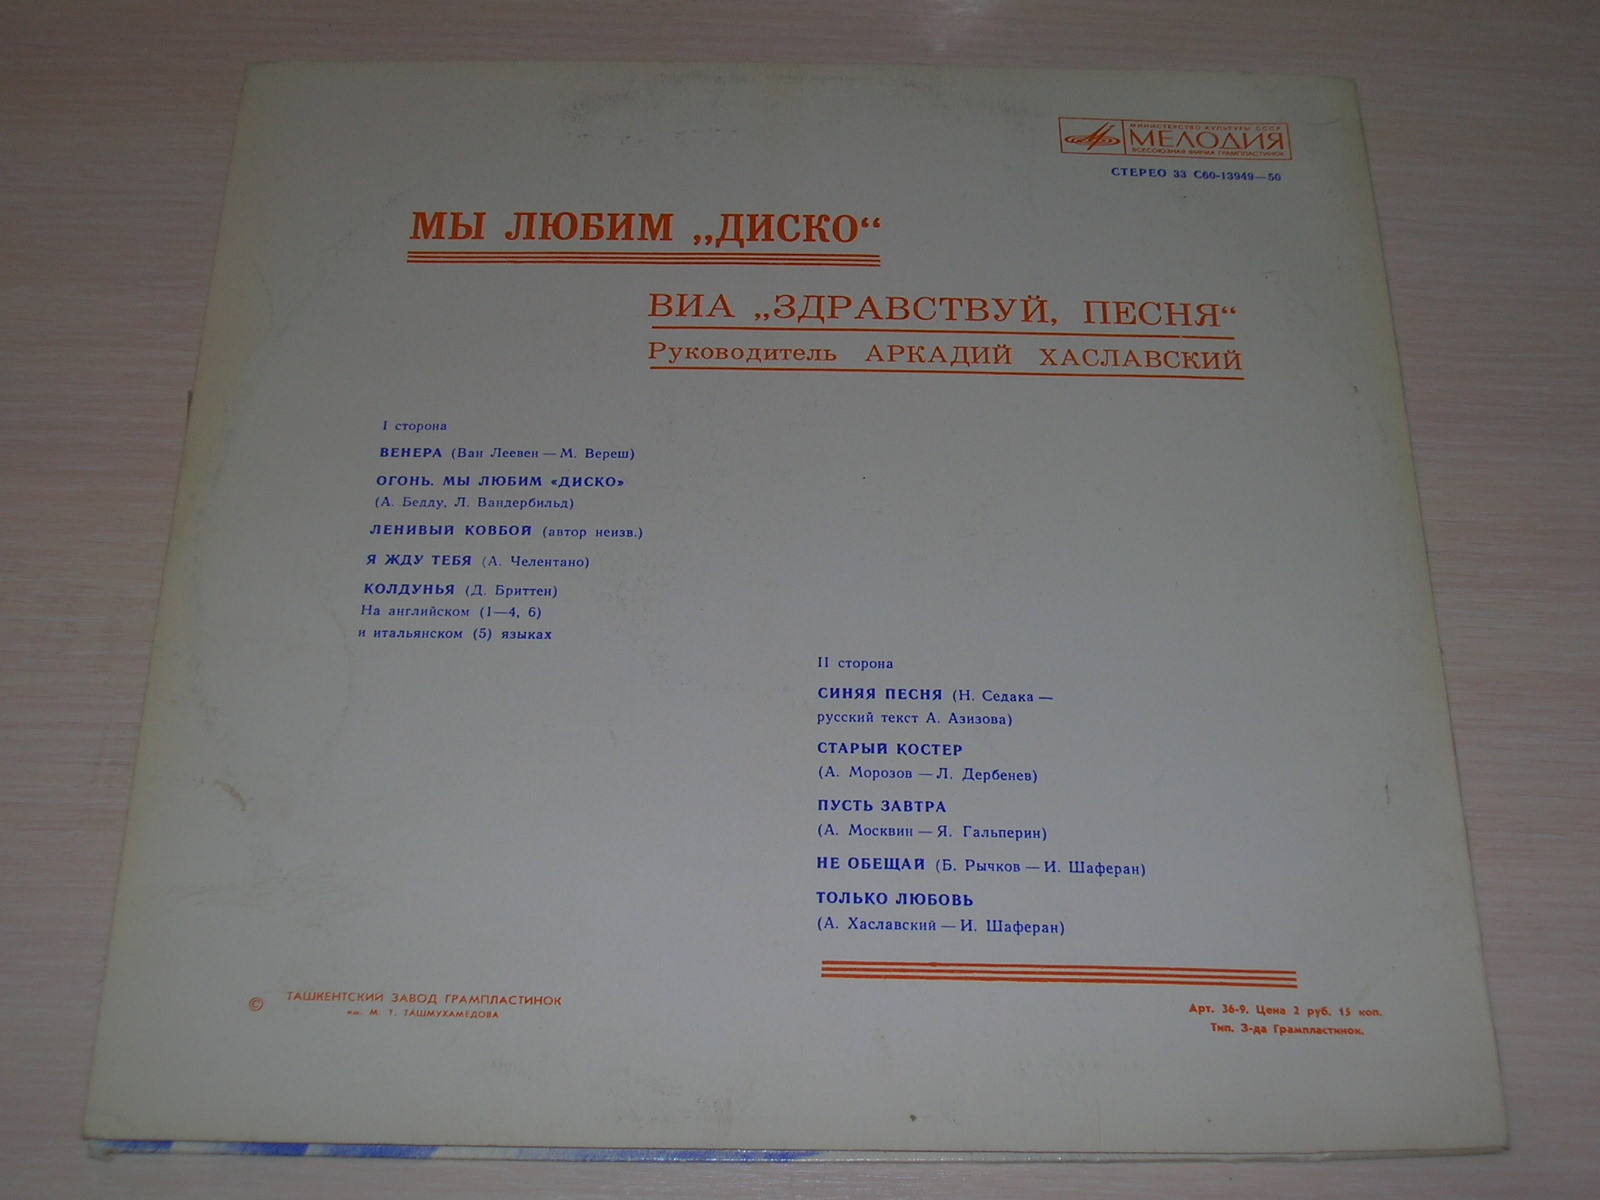 МИНИСТЕРСТВО КУЛЬТУРЫ СССР
МЕЛОДИЯ
ВСЕСОЮЗНАЯ ФИРМА ГРАМПЛАСТИНОК
СТЕРЕО 33 С60-13949—50
МЫ ЛЮБИМ „ДИСКО“
ВИА „ЗДРАВСТВУЙ, ПЕСНЯ“
Руководитель АРКАДИЙ ХАСЛАВСКИЙ
I сторона
ВЕНЕРА (Ван Леевен — М. Вереш)
ОГОНЬ. МЫ ЛЮБИМ «ДИСКО»
(А. Бедду, Л. Вандербильд)
ЛЕНИВЫЙ КОВБОЙ (автор неизв.)
Я ЖДУ ТЕБЯ (А. Челентано)
КОЛДУНЬЯ (Д. Бриттен)
На английском (1—4, 6)
и итальянском (5) языках
II сторона
СИНЯЯ ПЕСНЯ (Н. Седака —
русский текст А. Азизова)
СТАРЫЙ КОСТЕР
(А. Морозов — Л. Дербенев)
ПУСТЬ ЗАВТРА
(А. Москвин — Я. Гальперин)
НЕ ОБЕЩАЙ (Б. Рычков — И. Шаферан)
ТОЛЬКО ЛЮБОВЬ
(А. Хаславский — И. Шаферан)
© ТАШКЕНТСКИЙ ЗАВОД ГРАМПЛАСТИНОК
им. М. Т. ТАШМУХАМЕДОВА
Арт. 36-9. Цена 2 руб. 15 коп.
Тип. З-да Грампластинок.